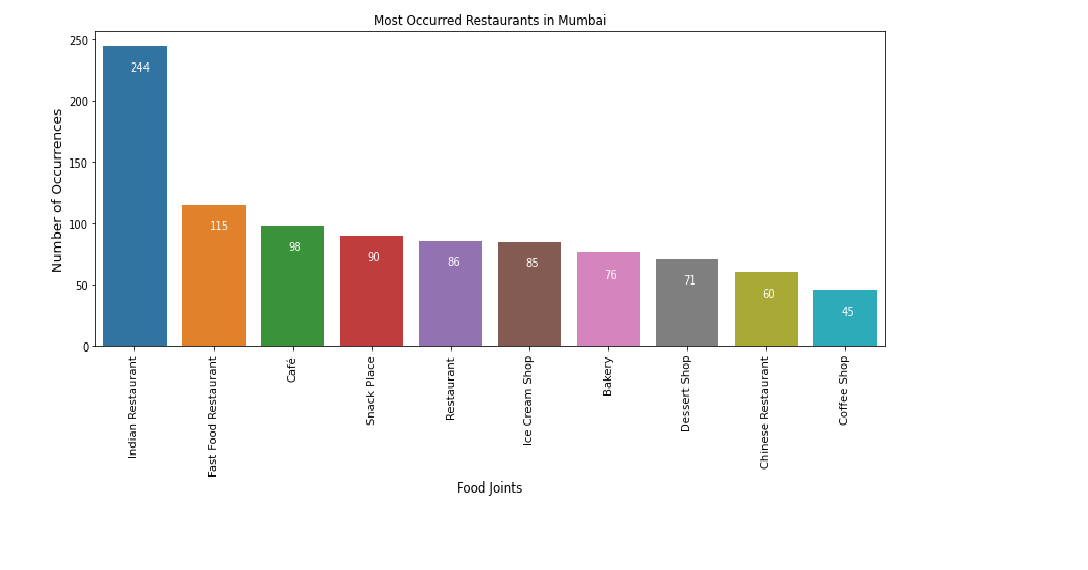 Most Occurred Restaurants in Mumbai
Number of Occurrences
250
200
150
100
50
0
244
115
98
90
86
85
76
71
60
45
Indian Restaurant
Fast Food Restaurant
Café
Snack Place
Restaurant
Ice Cream Shop
Bakery
Dessert Shop
Chinese Restaurant
Coffee Shop
Food Joints